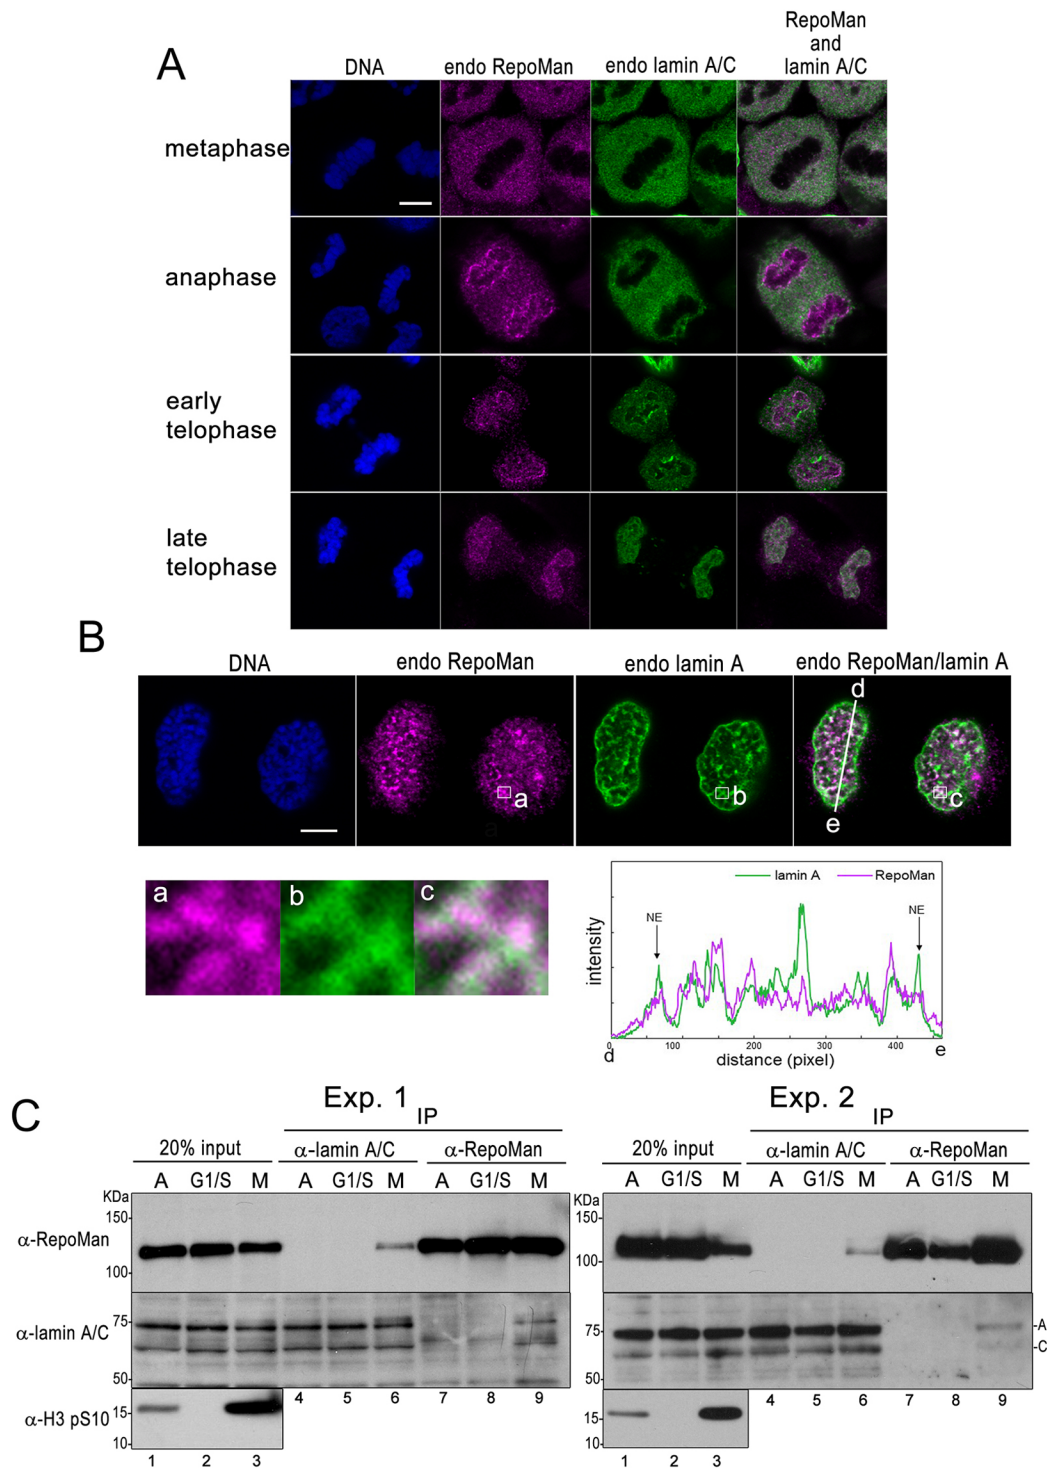 A
DNA
endo RepoMan
endo lamin A/C
RepoMan
and
lamin A/C
metaphase
anaphase
early
telophase
late
telophase
B
DNA
endo RepoMan
endo lamin A
endo RepoMan/lamin A
a
b
c
d
e
a
a
b
c
lamin A
RepoMan
NE
NE
intensity
0
100
200
300
400
d
e
distance (pixel)
C
Exp. 1
IP
20% input
α-lamin A/C
α-RepoMan
A G1/S M A G1/S M A G1/S M
KDa
150-
100-
α-RepoMan
75-
50-
α-lamin A/C
15-
10-
α-H3 pS10
4 5 6 7 8 9
1 2 3
Exp. 2
IP
20% input
α-lamin A/C
α-RepoMan
A G1/S M A G1/S M A G1/S M
KDa
150-
100-
75-
50-
-A
-C
15-
10-
4 5 6 7 8 9
1 2 3